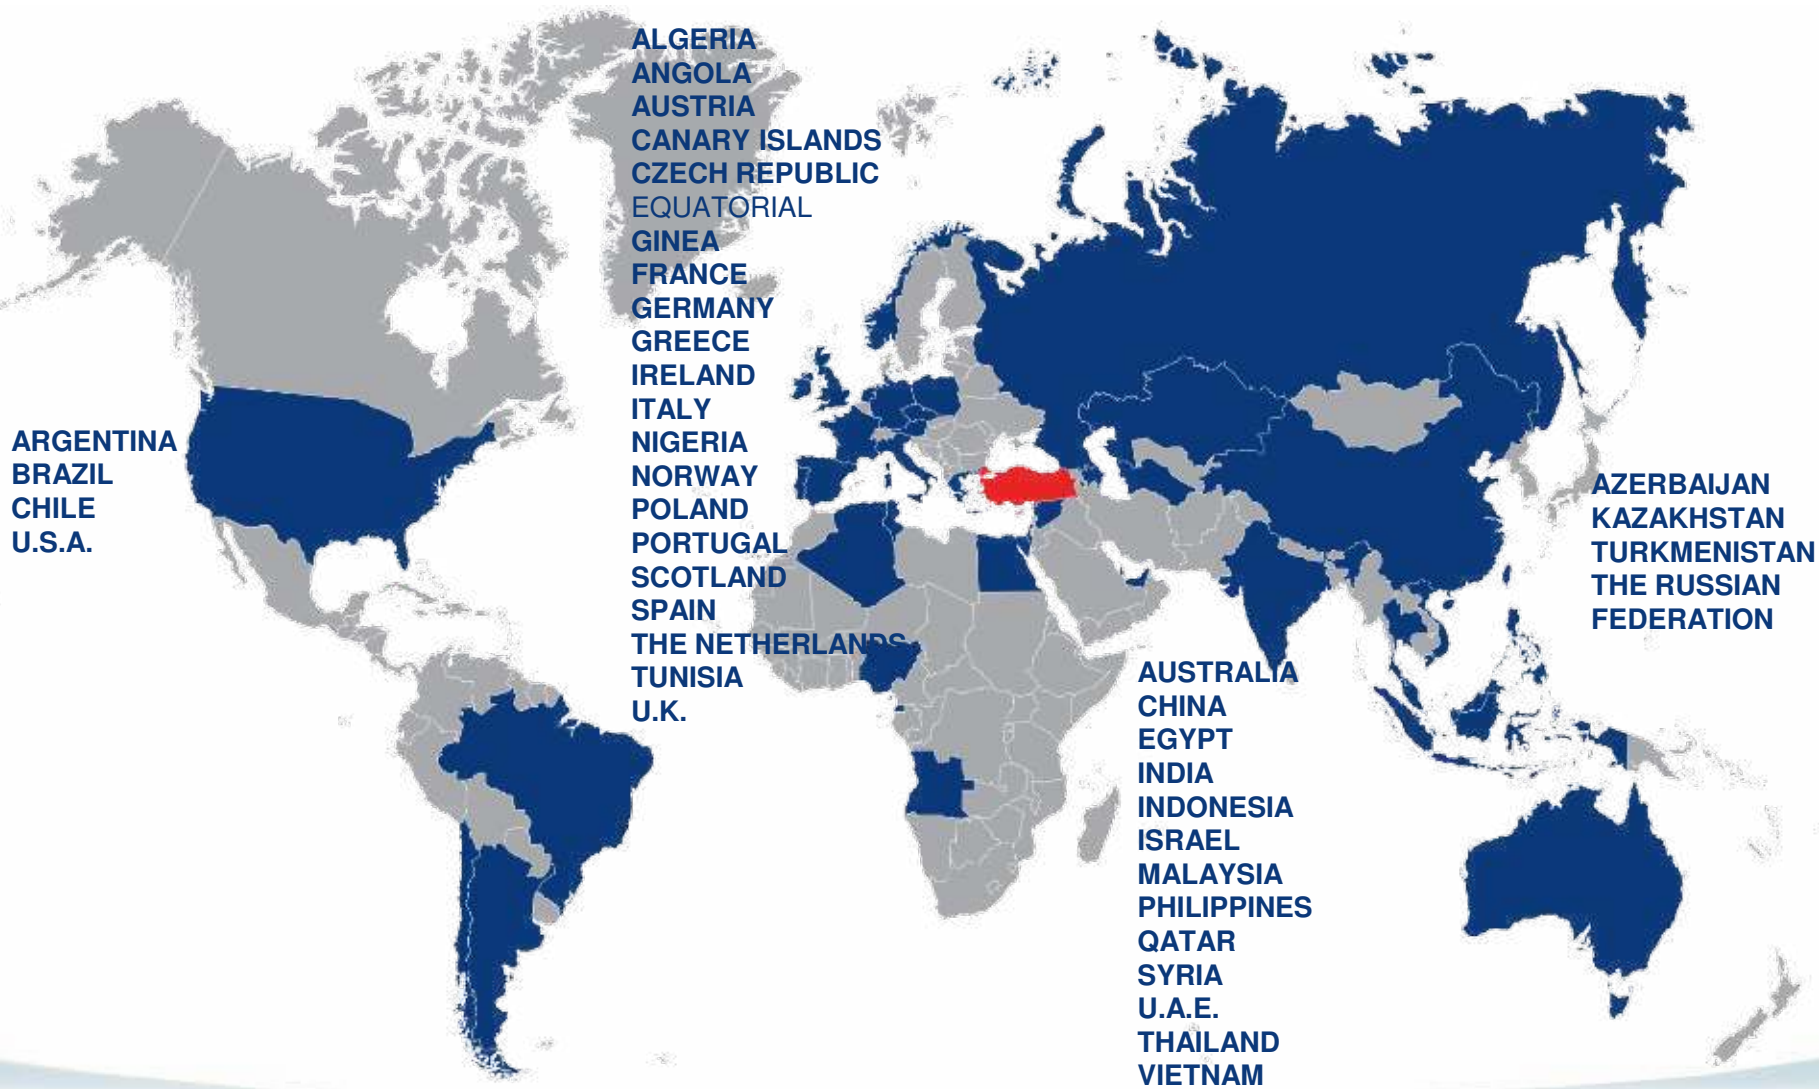 ARGENTINA
BRAZIL
CHILE
U.S.A.
ALGERIA
ANGOLA
AUSTRIA
CANARY ISLANDS
CZECH REPUBLIC
EQUATORIAL
GINEA
FRANCE
GERMANY
GREECE
IRELAND
ITALY
NIGERIA
NORWAY
POLAND
PORTUGAL
SCOTLAND
SPAIN
THE NETHERLANDS
TUNISIA
U.K.
AUSTRALIA
CHINA
EGYPT
INDIA
INDONESIA
ISRAEL
MALAYSIA
PHILIPPINES
QATAR
SYRIA
U.A.E.
THAILAND
VIETNAM
AZERBAIJAN
KAZAKHSTAN
TURKMENISTAN
THE RUSSIAN
FEDERATION